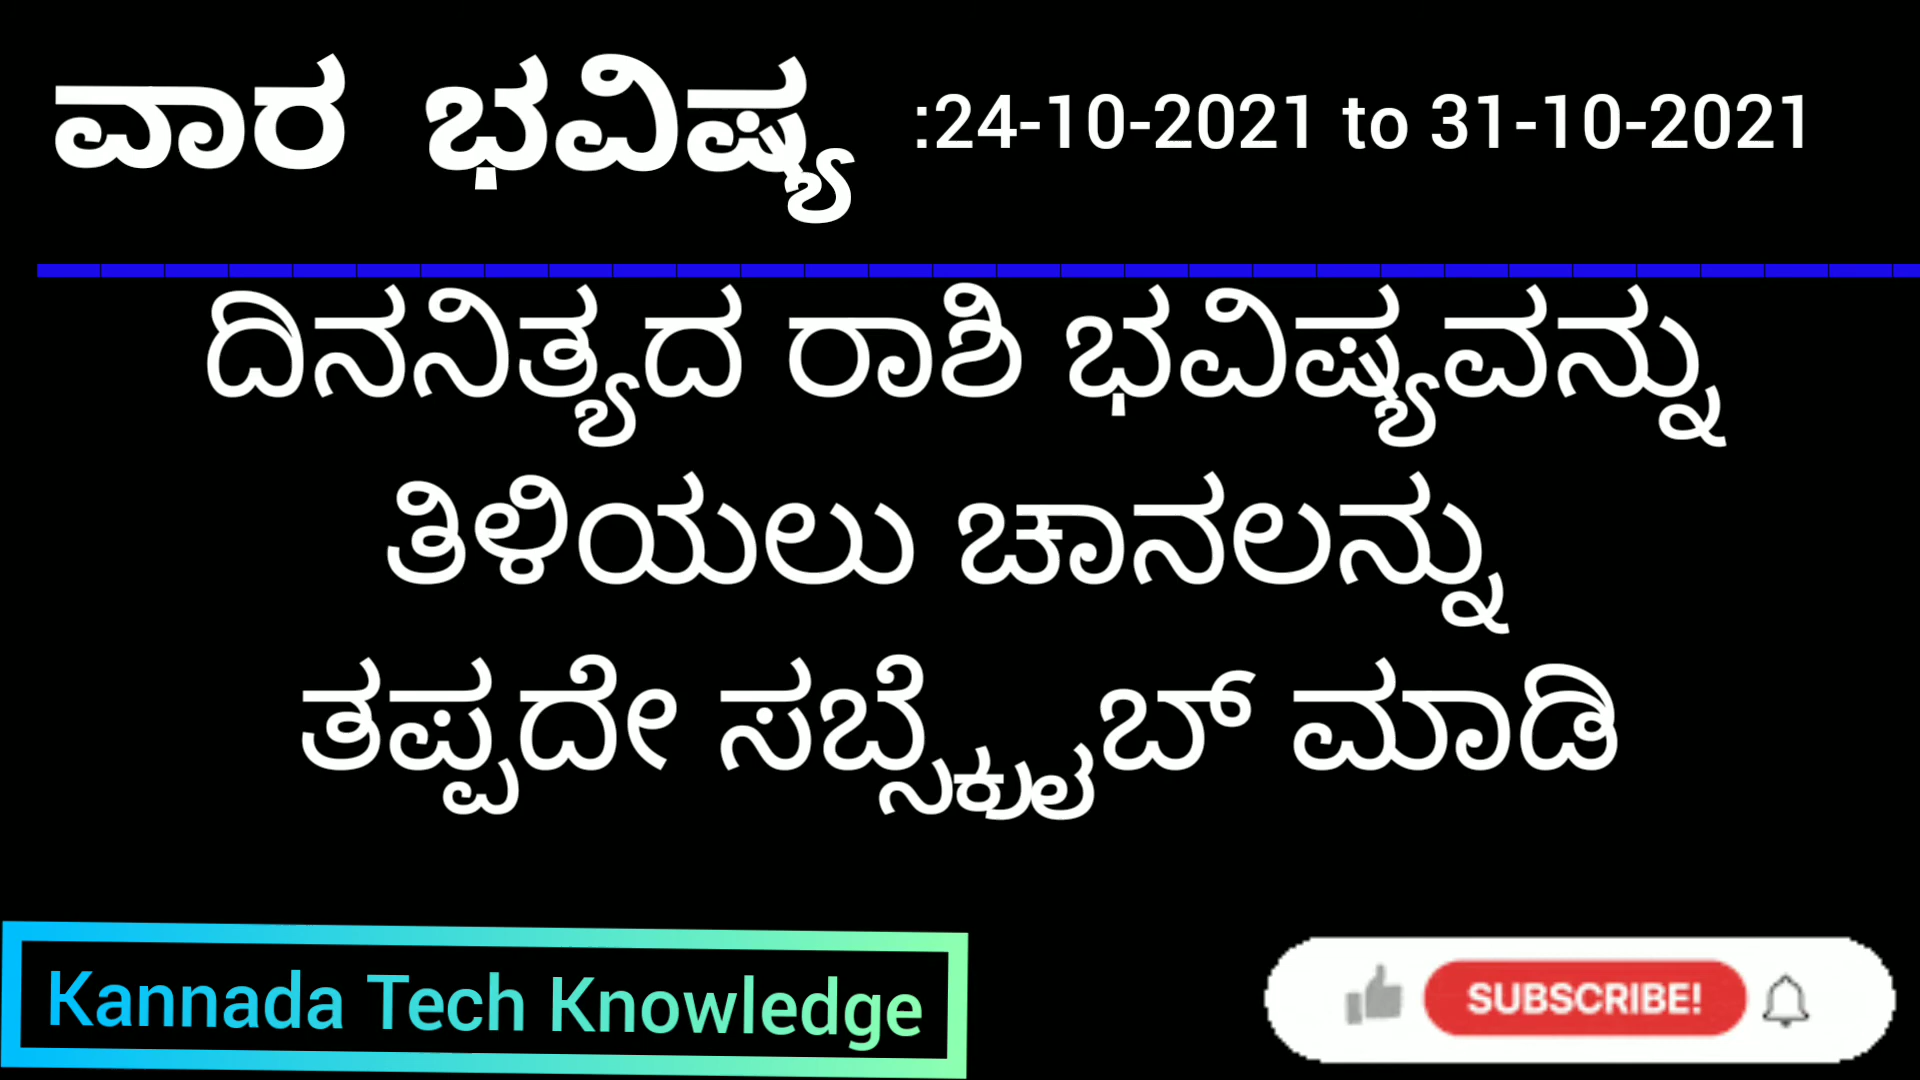 ವಾರ ಭವಿಷ್ಯ :24-10-2021 to 31-10-2021
ದಿನನಿತ್ಯದ ರಾಶಿ ಭವಿಷ್ಯವನ್ನು
ತಿಳಿಯಲು ಚಾನಲನ್ನು
ತಪ್ಪದೇ ಸಬ್ಸ್ಕ್ರೈಬ್ ಮಾಡಿ
Kannada Tech Knowledge
SUBSCRIBE!